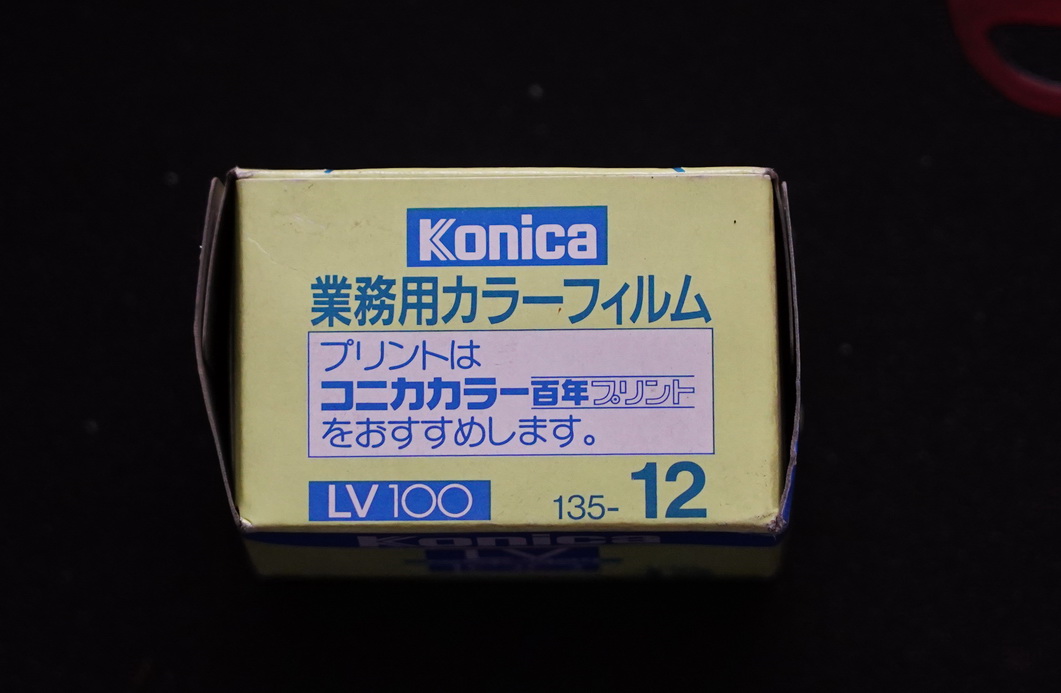 Konica
業務用カラーフィルム
プリントは
コニカカラー百年プリント
をおすすめします。
LV100 135-12
Konica
LV